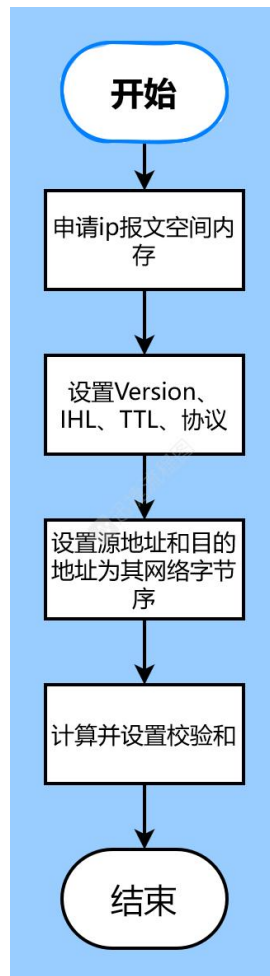 开始
申请ip报文空间内
存
设置Version、
IHL、TTL、协议
设置源地址和目的
地址为其网络字节
序
计算并设置校验和
结束